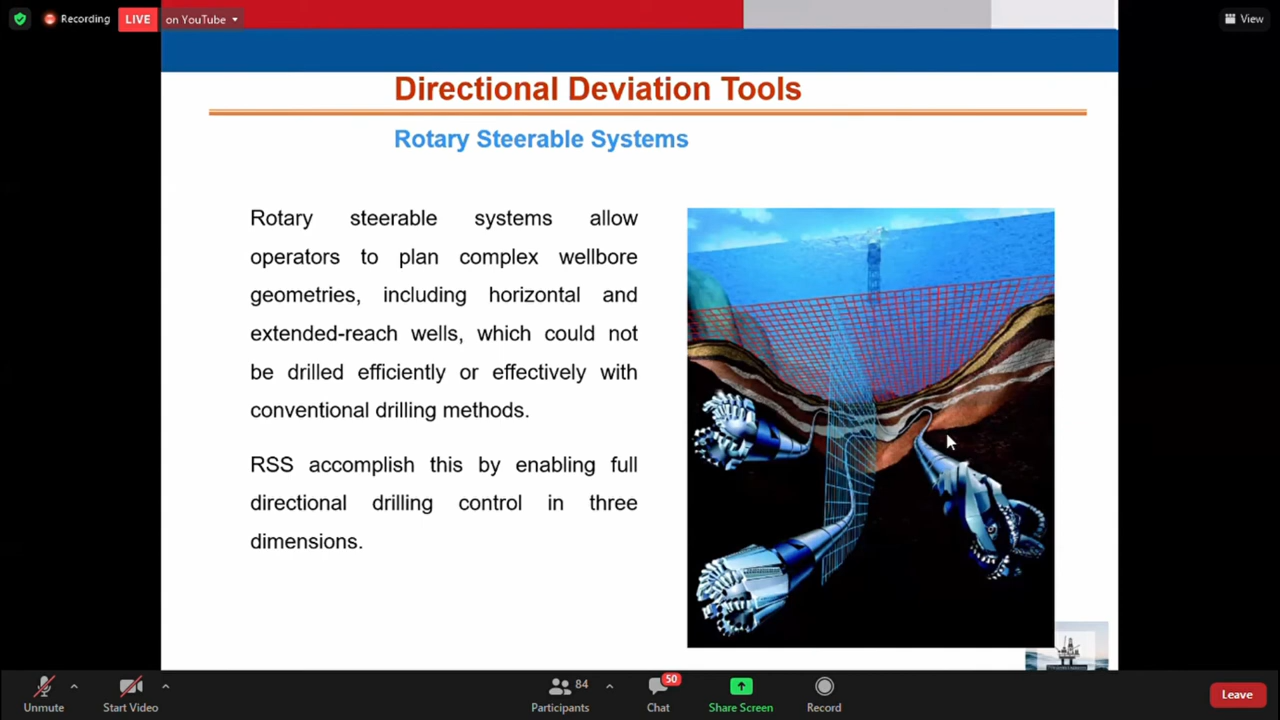 Recording LIVE on YouTube View
Directional Deviation Tools
Rotary Steerable Systems
Rotary steerable systems allow
operators to plan complex wellbore
geometries, including horizontal and
extended-reach wells, which could not
be drilled efficiently or effectively with
conventional drilling methods.
RSS accomplish this by enabling full
directional drilling control in three
dimensions.
84 50
Unmute Start Video Participants Chat Share Screen Record Leave